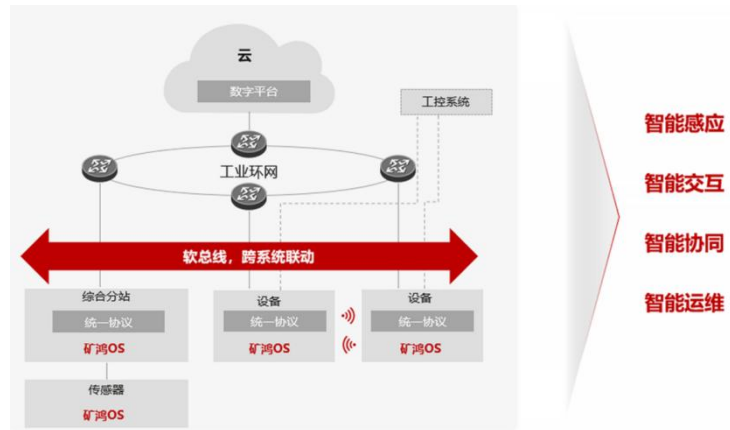 云
数字平台
工控系统
工业环网
软总线，跨系统联动
综合分站
统一协议
矿鸿OS
设备
统一协议
矿鸿OS
设备
统一协议
矿鸿OS
传感器
矿鸿OS
智能感应
智能交互
智能协同
智能运维